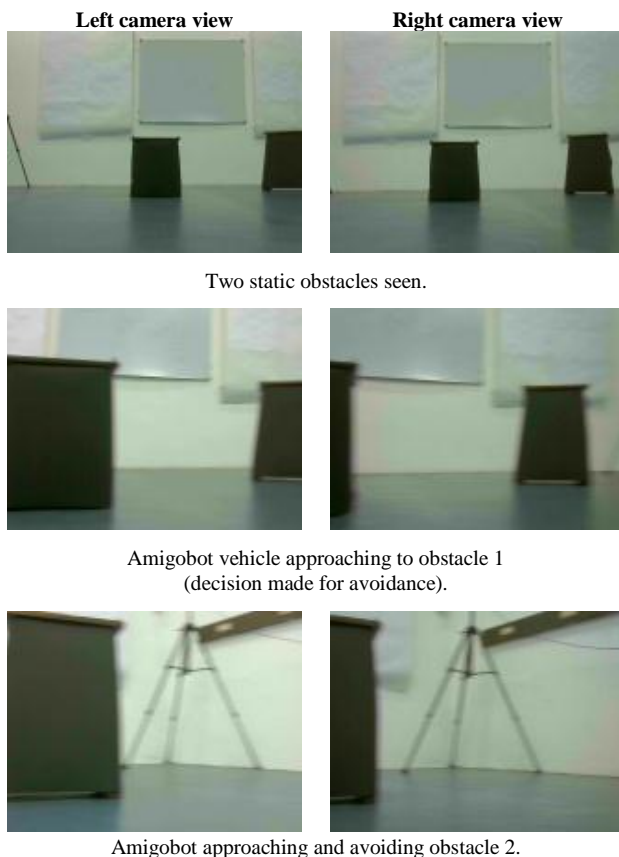 Left camera view
Right camera view
Two static obstacles seen.
Amigobot vehicle approaching to obstacle 1
(decision made for avoidance).
Amigobot approaching and avoiding obstacle 2.